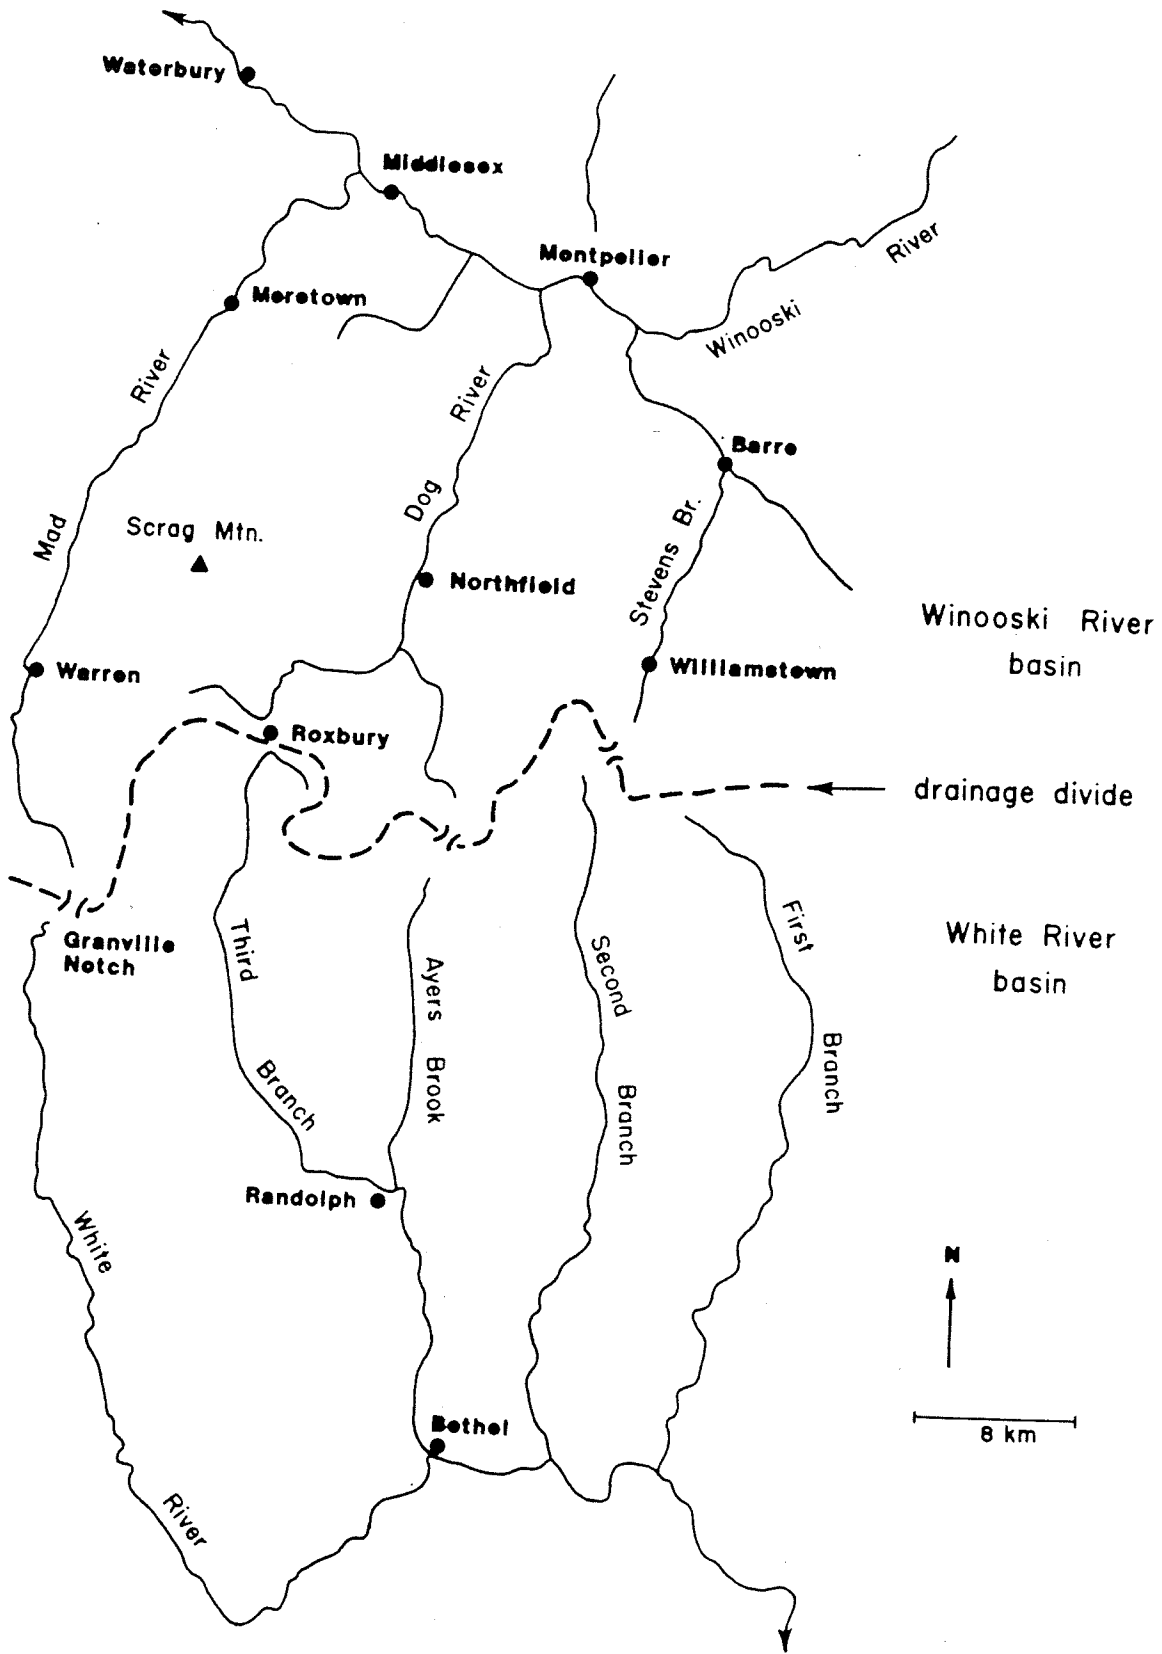 Waterbury
Middlesex
Montpelier
River
Moretown
Winooski
River
River
Barre
Dog
Scrag Mtn.
Mad
Stevens Br.
Northfield
Winooski River
basin
Warren
Williamstown
Roxbury
drainage divide
Granville
Notch
Third
Ayers
Second
First
White River
basin
Branch
Brook
Branch
Branch
Randolph
White
N
Bethel
8 km
River